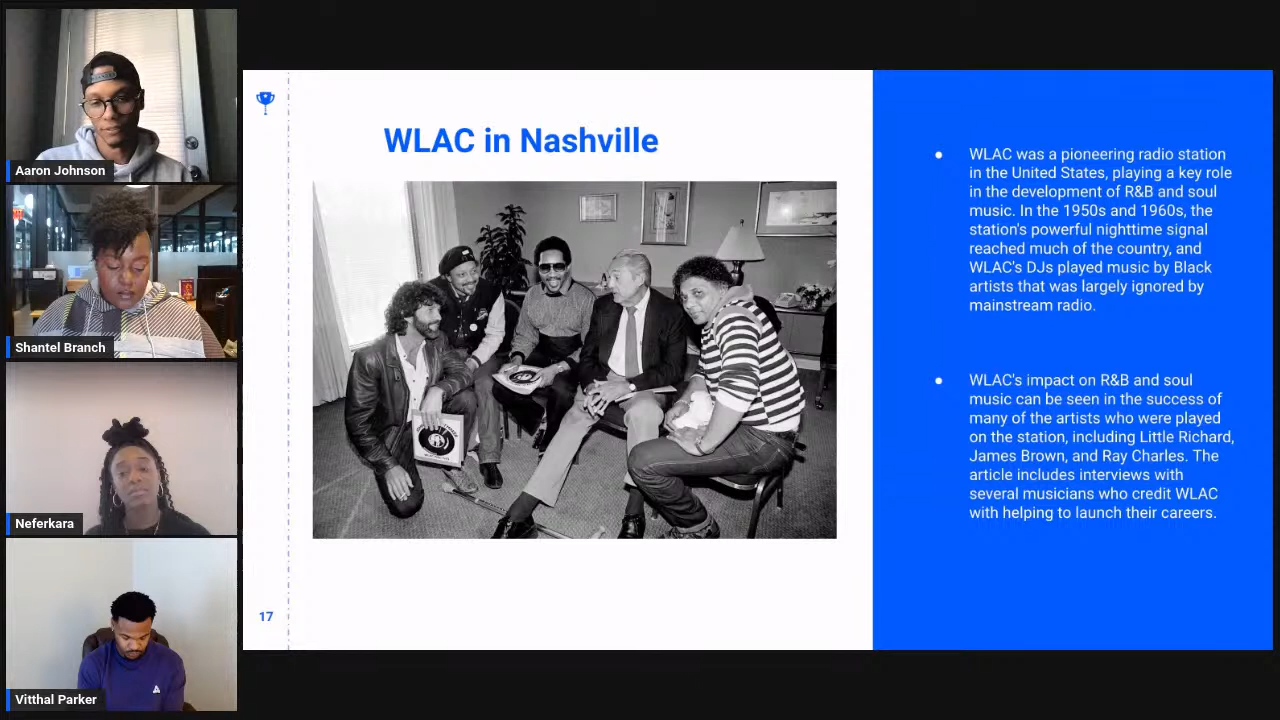 Aaron Johnson
Shantel Branch
Neferkara
Vitthal Parker
WLAC in Nashville
17
● WLAC was a pioneering radio station
in the United States, playing a key role
in the development of R&B and soul
music. In the 1950s and 1960s, the
station's powerful nighttime signal
reached much of the country, and
WLAC's DJs played music by Black
artists that was largely ignored by
mainstream radio.
● WLAC's impact on R&B and soul
music can be seen in the success of
many of the artists who were played
on the station, including Little Richard,
James Brown, and Ray Charles. The
article includes interviews with
several musicians who credit WLAC
with helping to launch their careers.